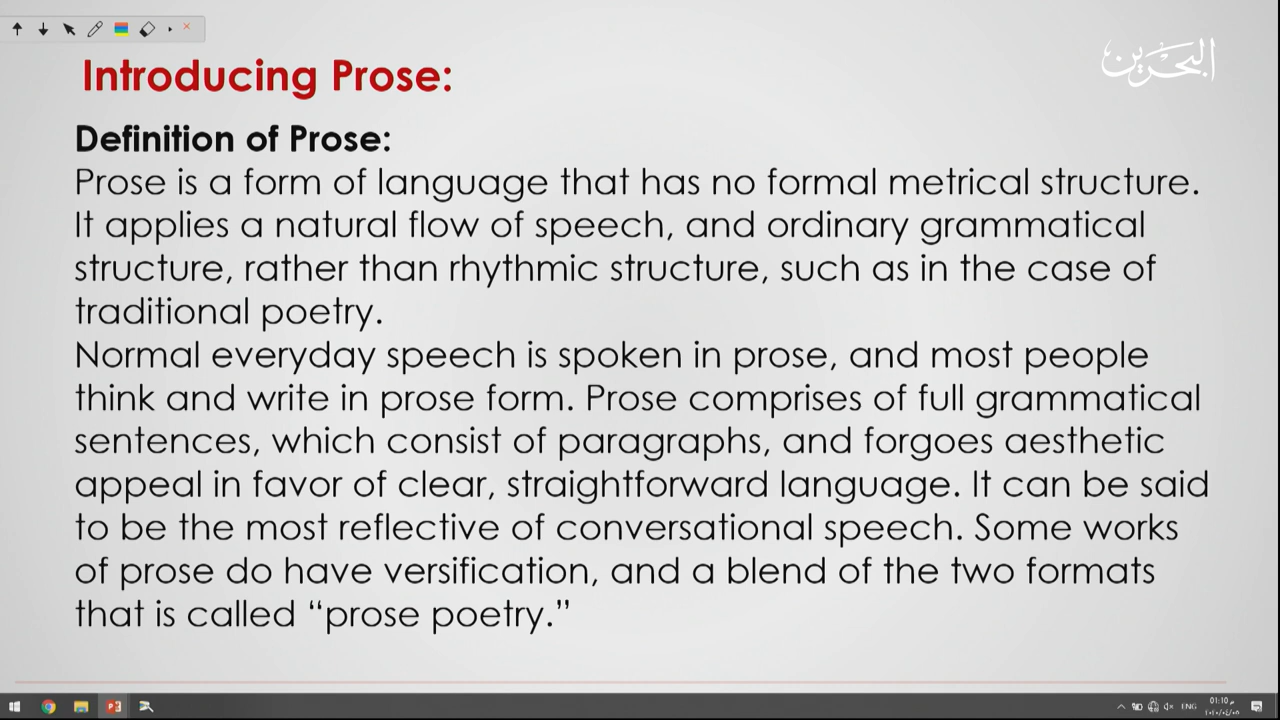 البحرين
Introducing Prose:
Definition of Prose:
Prose is a form of language that has no formal metrical structure.
It applies a natural flow of speech, and ordinary grammatical
structure, rather than rhythmic structure, such as in the case of
traditional poetry.
Normal everyday speech is spoken in prose, and most people
think and write in prose form. Prose comprises of full grammatical
sentences, which consist of paragraphs, and forgoes aesthetic
appeal in favor of clear, straightforward language. It can be said
to be the most reflective of conversational speech. Some works
of prose do have versification, and a blend of the two formats
that is called “prose poetry.”
ENG
01:10 م